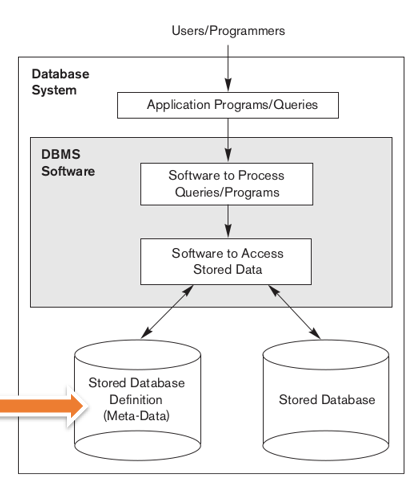 Users/Programmers
Database
System
Application Programs/Queries
DBMS
Software
Software to Process
Queries/Programs
Software to Access
Stored Data
Stored Database
Definition
(Meta-Data)
Stored Database